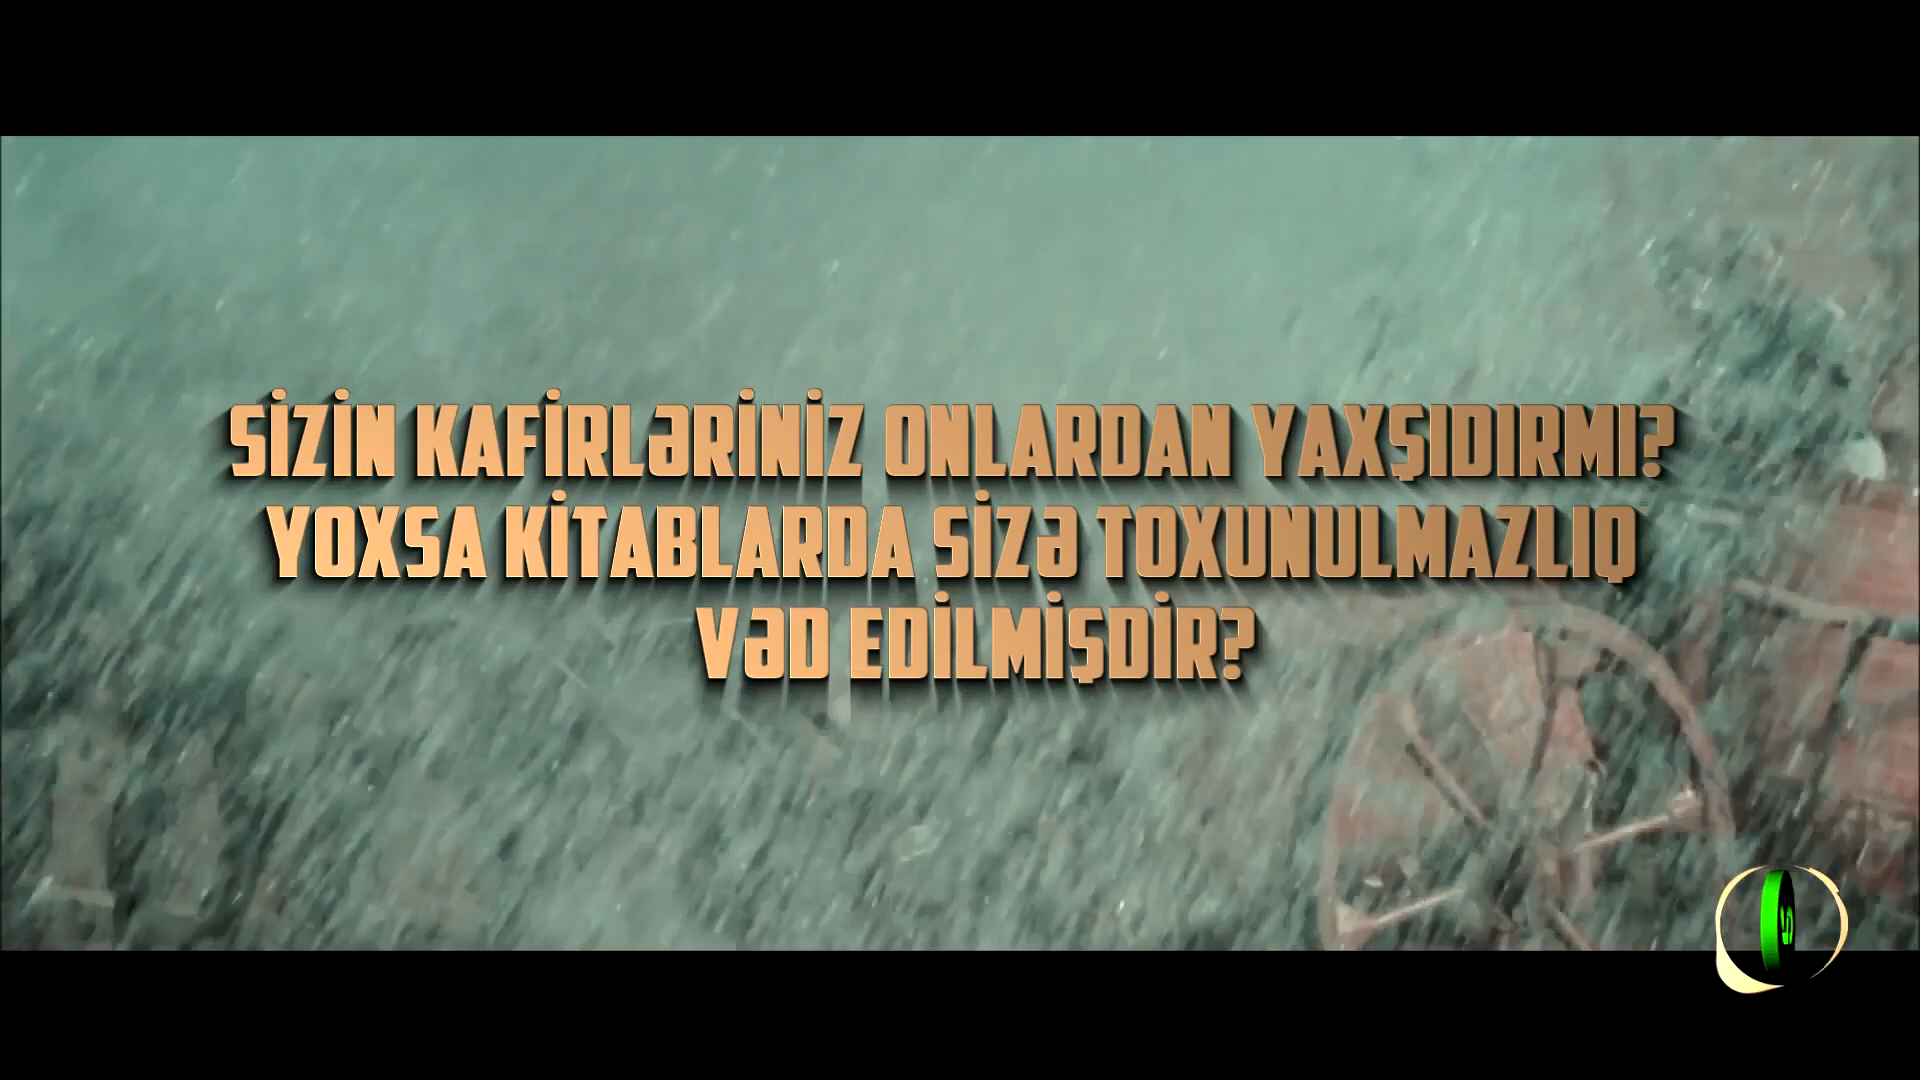 SİZİN KAFİRLƏRİNİZ ONLARDAN YAXŞIDIRMI?
YOXSA KİTABLARDA SİZƏ TOXUNULMAZLIQ
VƏD EDİLMİŞDİR?